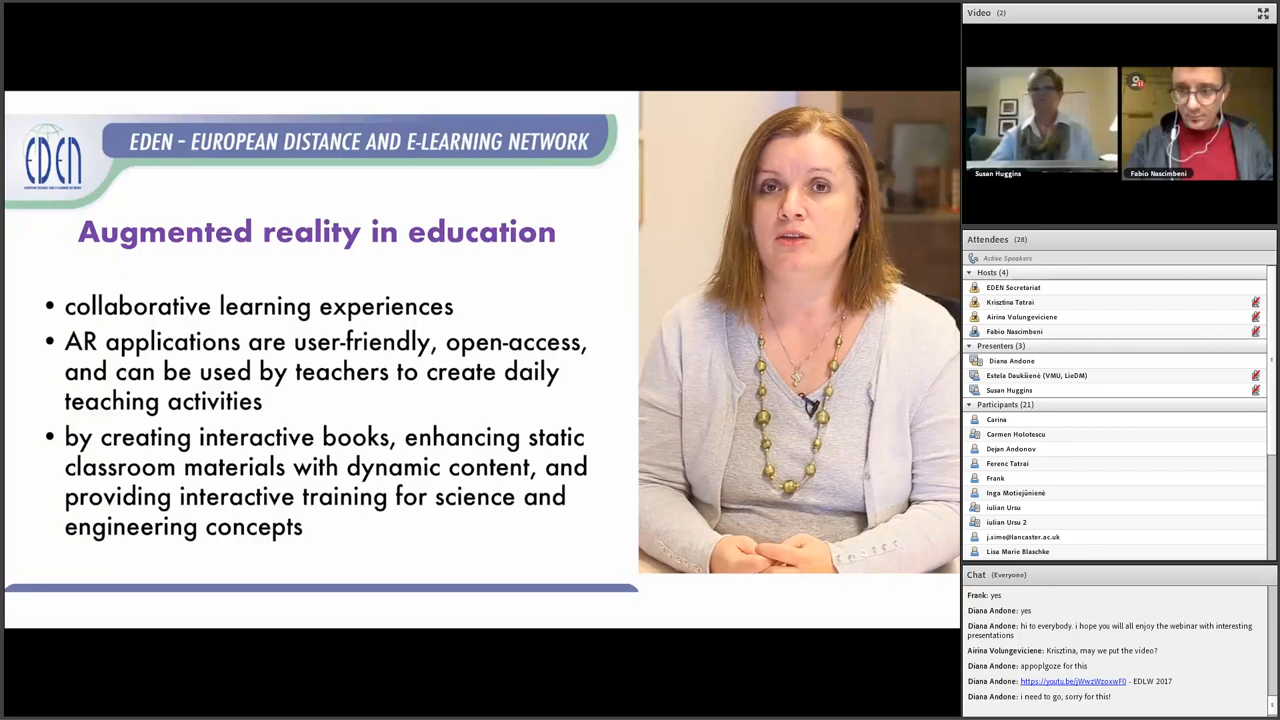 EDEN
EDEN - EUROPEAN DISTANCE AND E-LEARNING NETWORK
Augmented reality in education
• collaborative learning experiences
• AR applications are user-friendly, open-access,
and can be used by teachers to create daily
teaching activities
• by creating interactive books, enhancing static
classroom materials with dynamic content, and
providing interactive training for science and
engineering concepts
Video (2)
Susan Huggins
Fabio Nascimbeni
Attendees (28)
Active Speakers
Hosts (4)
EDEN Secretariat
Krisztina Tatrai
Airina Volungeviciene
Fabio Nascimbeni
Presenters (3)
Diana Andone
Estela Daukšienė (VMU, LieDM)
Susan Huggins
Participants (21)
Carina
Carmen Holotescu
Dejan Andonov
Ferenc Tatrai
Frank
Inga Motiejūnienė
iulian Ursu
iulian Ursu 2
j.sime@lancaster.ac.uk
Lisa Marie Blaschke
Chat (Everyone)
Frank: yes
Diana Andone: yes
Diana Andone: hi to everybody. i hope you will all enjoy the webinar with interesting
presentations
Airina Volungeviciene: Krisztina, may we put the video?
Diana Andone: appoplgoze for this
Diana Andone: https://youtu.be/jWwzWzoxwF0 - EDLW 2017
Diana Andone: i need to go, sorry for this!